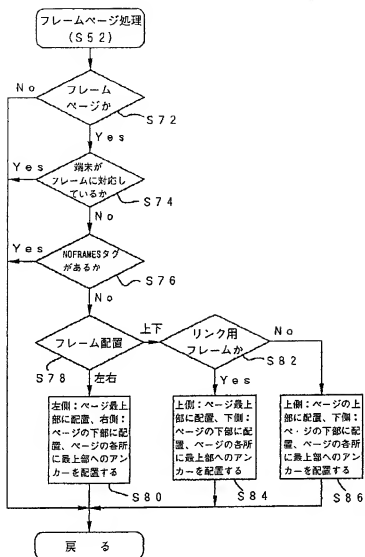 フレームページ処理
(S52)
No
フレーム
ページか
S72
Yes
Yes
端末が
フレームに対応して
いるか
S74
No
Yes
NOFRAMESタグ
があるか
S76
No
フレーム配置
上下
リンク用
フレームか
No
S78
左右
S82
Yes
左側：ページ最上
部に配置、右側：
ページの下部に配
置、ページの各所
に最上部へのアン
カーを配置する
上側：ページ最上
部に配置、下側：
ページの下部に配
置、ページの各所
に最上部へのアン
カーを配置する
上側：ページの上
部に配置、下側：
ページの下部に配
置、ページの各所
に最上部へのアン
カーを配置する
S80
S84
S86
戻る